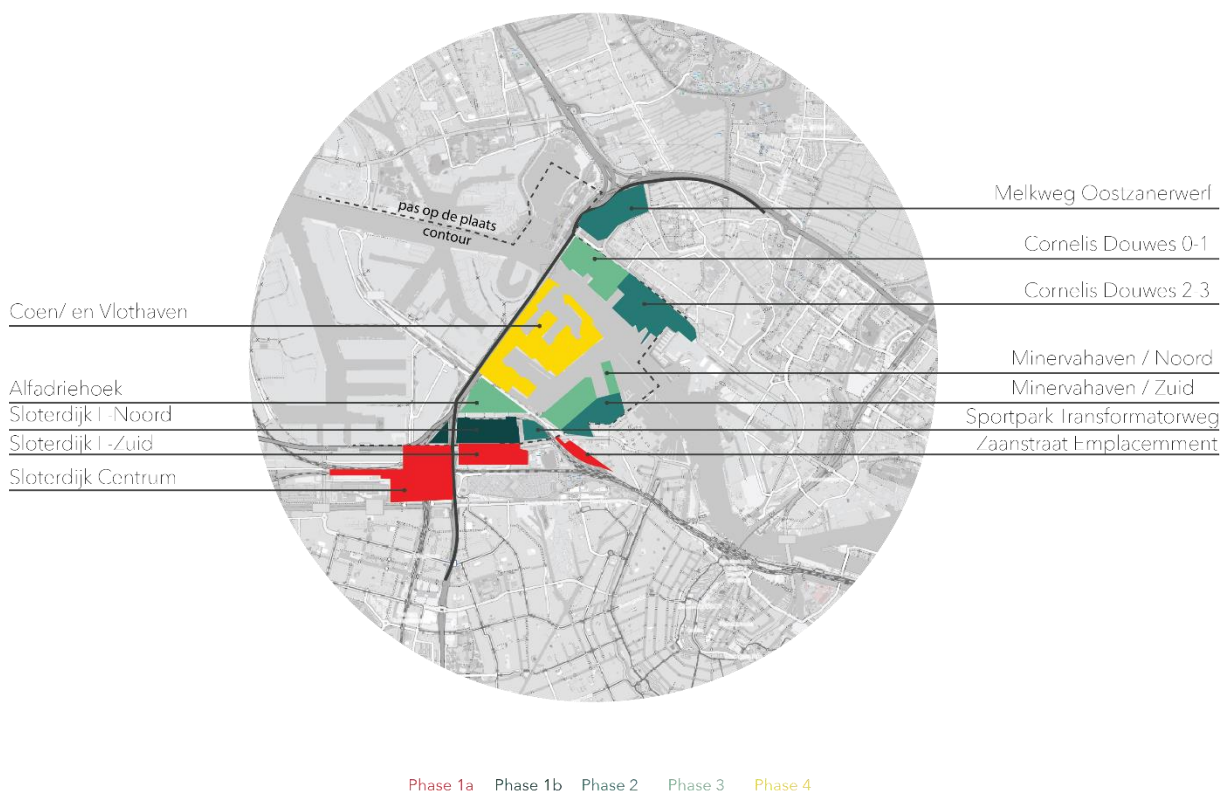 pas op de plaats
contour
Melkweg Oostzanerwerf
Cornelis Douwes 0-1
Cornelis Douwes 2-3
Coen/ en Vlothaven
Minervahaven / Noord
Alfadriehoek
Minervahaven / Zuid
Sloterdijk I -Noord
Sportpark Transformatorweg
Sloterdijk I -Zuid
Zaanstraat Emplacemment
Sloterdijk Centrum
Phase 1a Phase 1b Phase 2 Phase 3 Phase 4